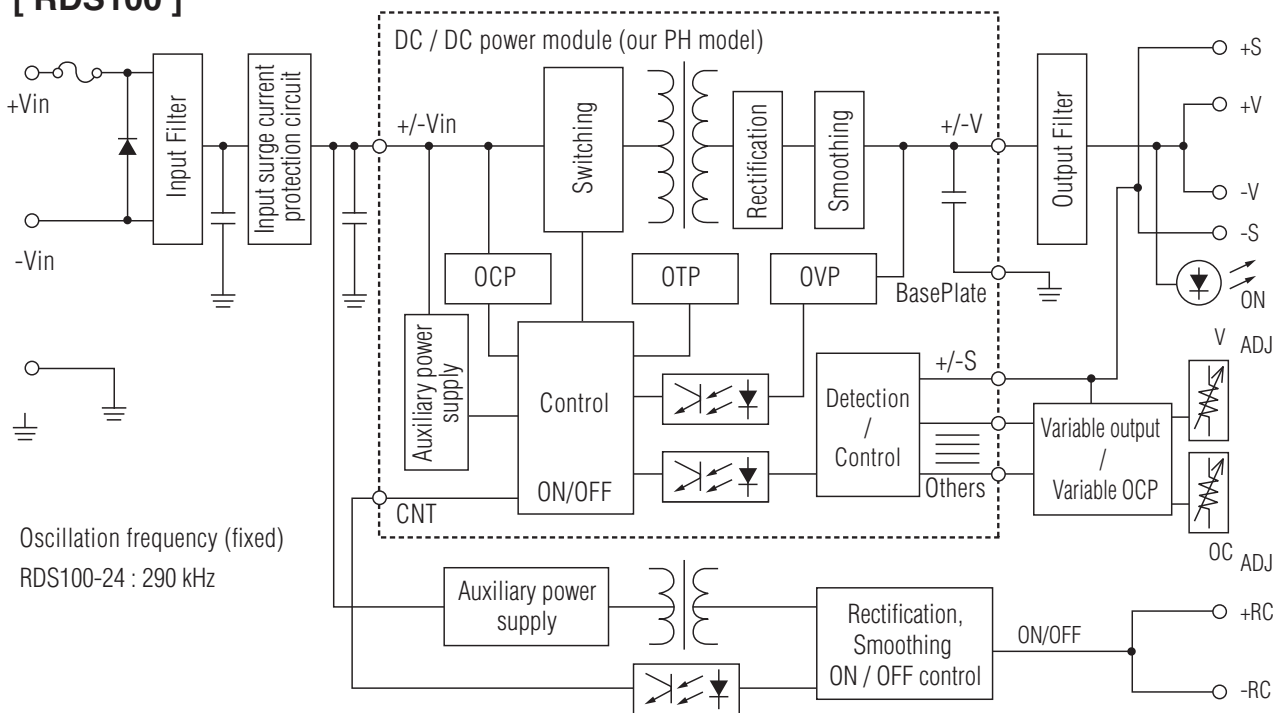 [ RDS100 ]
DC / DC power module (our PH model)
+Vin
-Vin
Input Filter
Input surge current
protection circuit
+/-Vin
Switching
Rectification
Smoothing
+/-V
Output Filter
+S
+V
-V
-S
ON
OCP
OTP
OVP
BasePlate
Auxiliary power
supply
Control
ON/OFF
CNT
Detection
/
Control
+/-S
Others
Variable output
/
Variable OCP
V ADJ
OC ADJ
Oscillation frequency (fixed)
RDS100-24 : 290 kHz
Auxiliary power
supply
Rectification,
Smoothing
ON / OFF control
ON/OFF
+RC
-RC